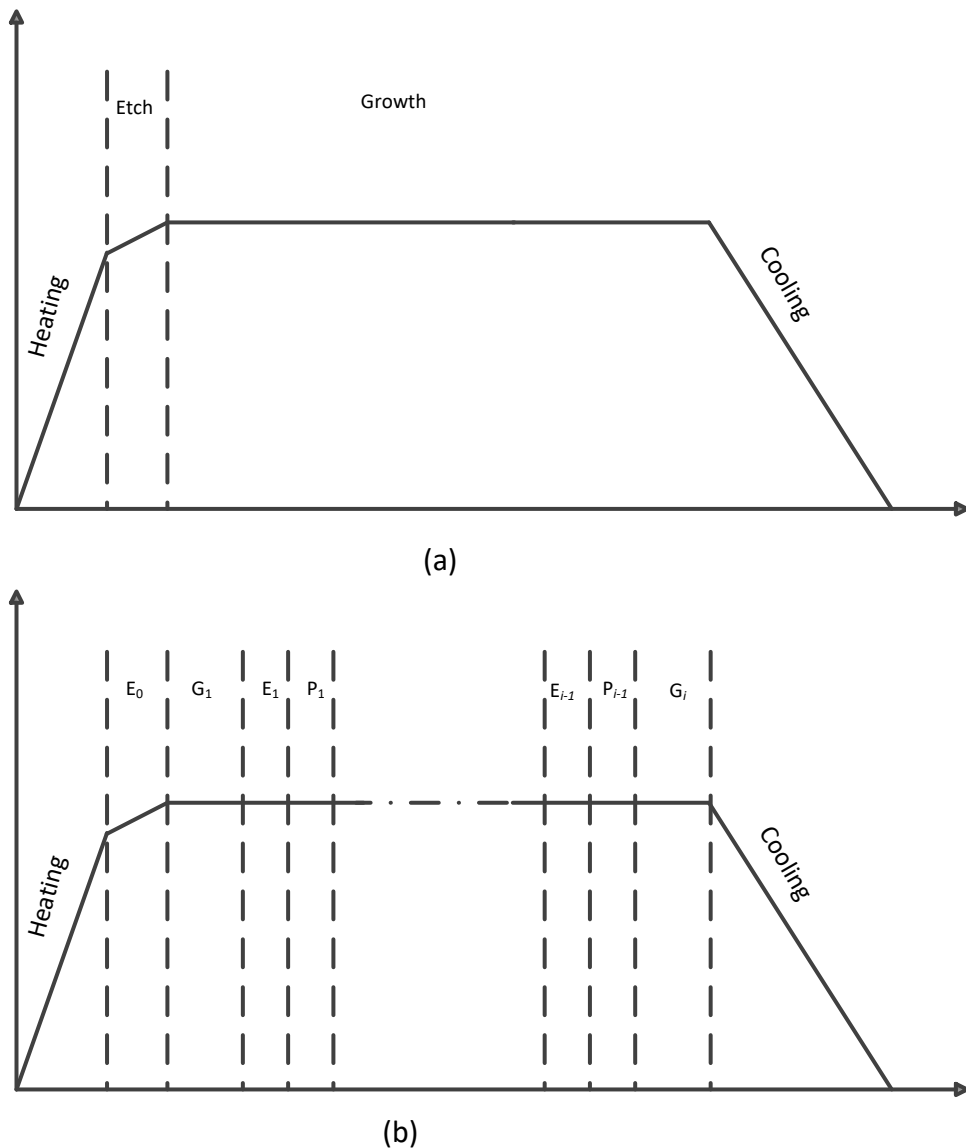 Etch
Growth
Heating
Cooling
(a)
E₀
G₁
E₁
P₁
Eᵢ₋₁
Pᵢ₋₁
Gᵢ
Heating
Cooling
(b)